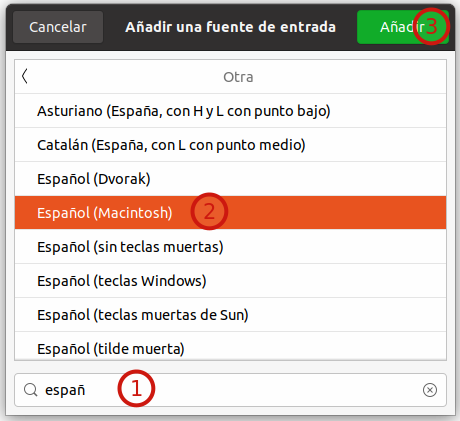 Cancelar Añadir una fuente de entrada Añadir 3
Otra
Asturiano (España, con H y L con punto bajo)
Catalán (España, con L con punto medio)
Español (Dvorak)
Español (Macintosh) 2
Español (sin teclas muertas)
Español (teclas Windows)
Español (teclas muertas de Sun)
Español (tilde muerta)
españ 1